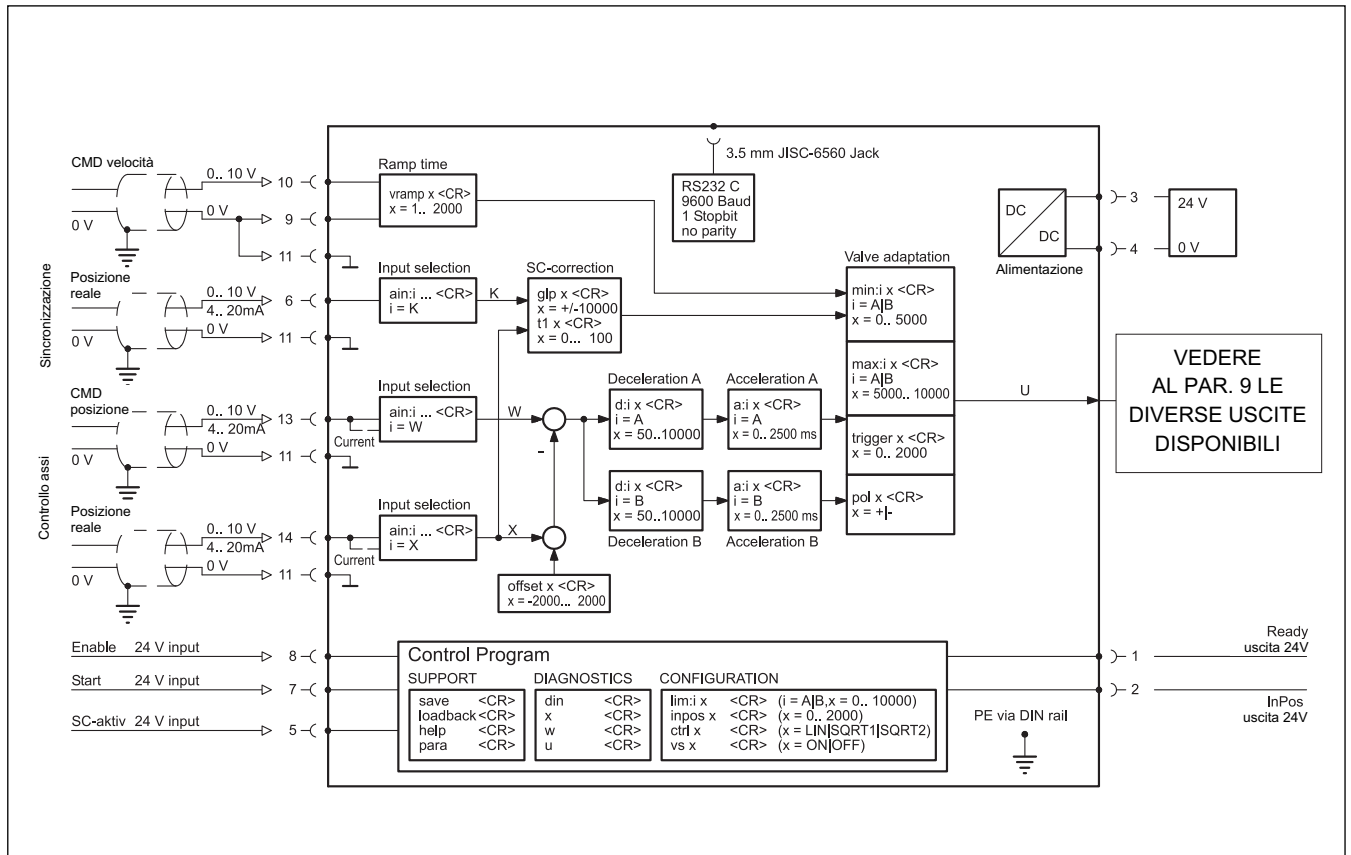 CMD velocità
0.. 10 V
10
0 V
9
0 V
11
Sincronizzazione
Posizione
reale
0.. 10 V
4.. 20mA
6
0 V
0 V
11
Controllo assi
CMD
posizione
0.. 10 V
4.. 20mA
13
Current
0 V
0 V
11
Posizione
reale
0.. 10 V
4.. 20mA
14
Current
0 V
0 V
11
Enable 24 V input 8
Start 24 V input 7
SC-aktiv 24 V input 5
Ramp time
vramp x <CR>
x = 1.. 2000
Input selection
ain:i ... <CR>
i = K
K
SC-correction
glp x <CR>
x = +/-10000
t1 x <CR>
x = 0... 100
Input selection
ain:i ... <CR>
i = W
W
-
Input selection
ain:i ... <CR>
i = X
X
offset x <CR>
x = -2000... 2000
Deceleration A
d:i x <CR>
i = A
x = 50..10000
Acceleration A
a:i x <CR>
i = A
x = 0.. 2500 ms
d:i x <CR>
i = B
x = 50..10000
Deceleration B
a:i x <CR>
i = B
x = 0.. 2500 ms
Acceleration B
3.5 mm JISC-6560 Jack
RS232 C
9600 Baud
1 Stopbit
no parity
Valve adaptation
min:i x <CR>
i = A|B
x = 0.. 5000
max:i x <CR>
i = A|B
x = 5000.. 10000
trigger x <CR>
x = 0.. 2000
pol x <CR>
x = +|-
DC
DC
Alimentazione
3
24 V
4
0 V
U
VEDERE
AL PAR. 9 LE
DIVERSE USCITE
DISPONIBILI
Control Program
SUPPORT
save <CR>
loadback <CR>
help <CR>
para <CR>
DIAGNOSTICS
din <CR>
x <CR>
w <CR>
u <CR>
CONFIGURATION
lim:i x <CR> (i = A|B,x = 0.. 10000)
inpos x <CR> (x = 0.. 2000)
ctrl x <CR> (x = LIN|SQRT1|SQRT2)
vs x <CR> (x = ON|OFF)
PE via DIN rail
1
Ready
uscita 24V
2
InPos
uscita 24V